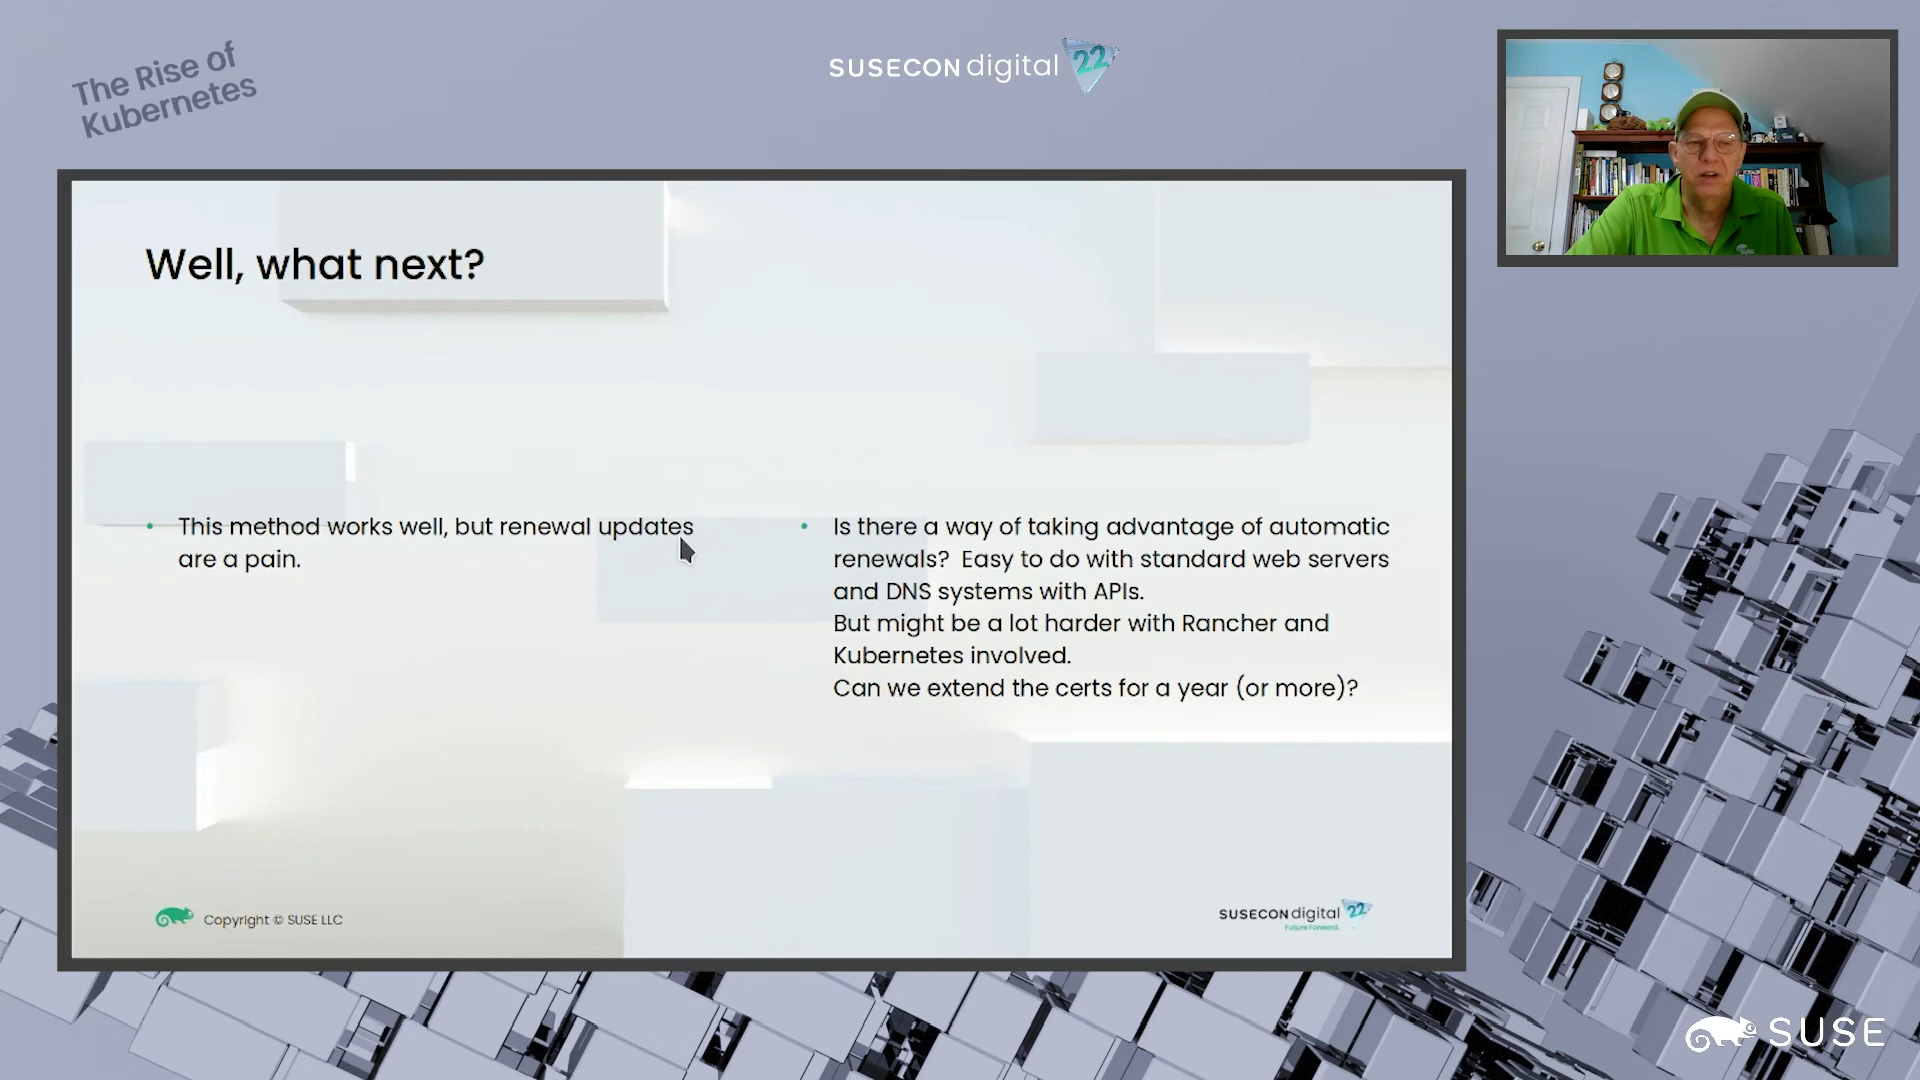 The Rise of
Kubernetes
SUSECON digital 22
Well, what next?
• This method works well, but renewal updates
are a pain.
• Is there a way of taking advantage of automatic
renewals?  Easy to do with standard web servers
and DNS systems with APIs.
But might be a lot harder with Rancher and
Kubernetes involved.
Can we extend the certs for a year (or more)?
Copyright © SUSE LLC
SUSECON digital 22
Future Forward.
SUSE